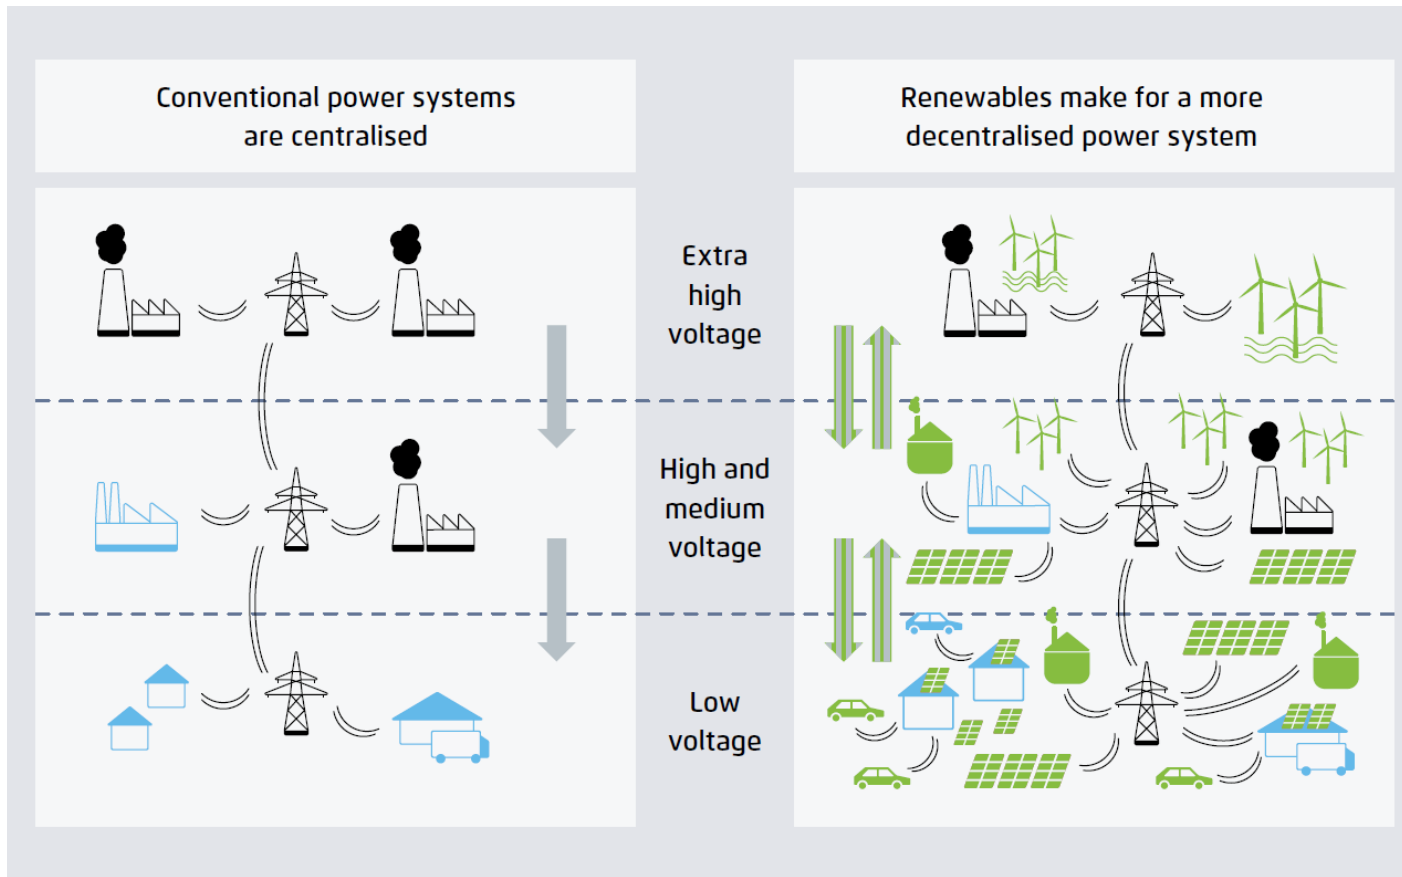 Conventional power systems
are centralised
Renewables make for a more
decentralised power system
Extra
high
voltage
High and
medium
voltage
Low
voltage